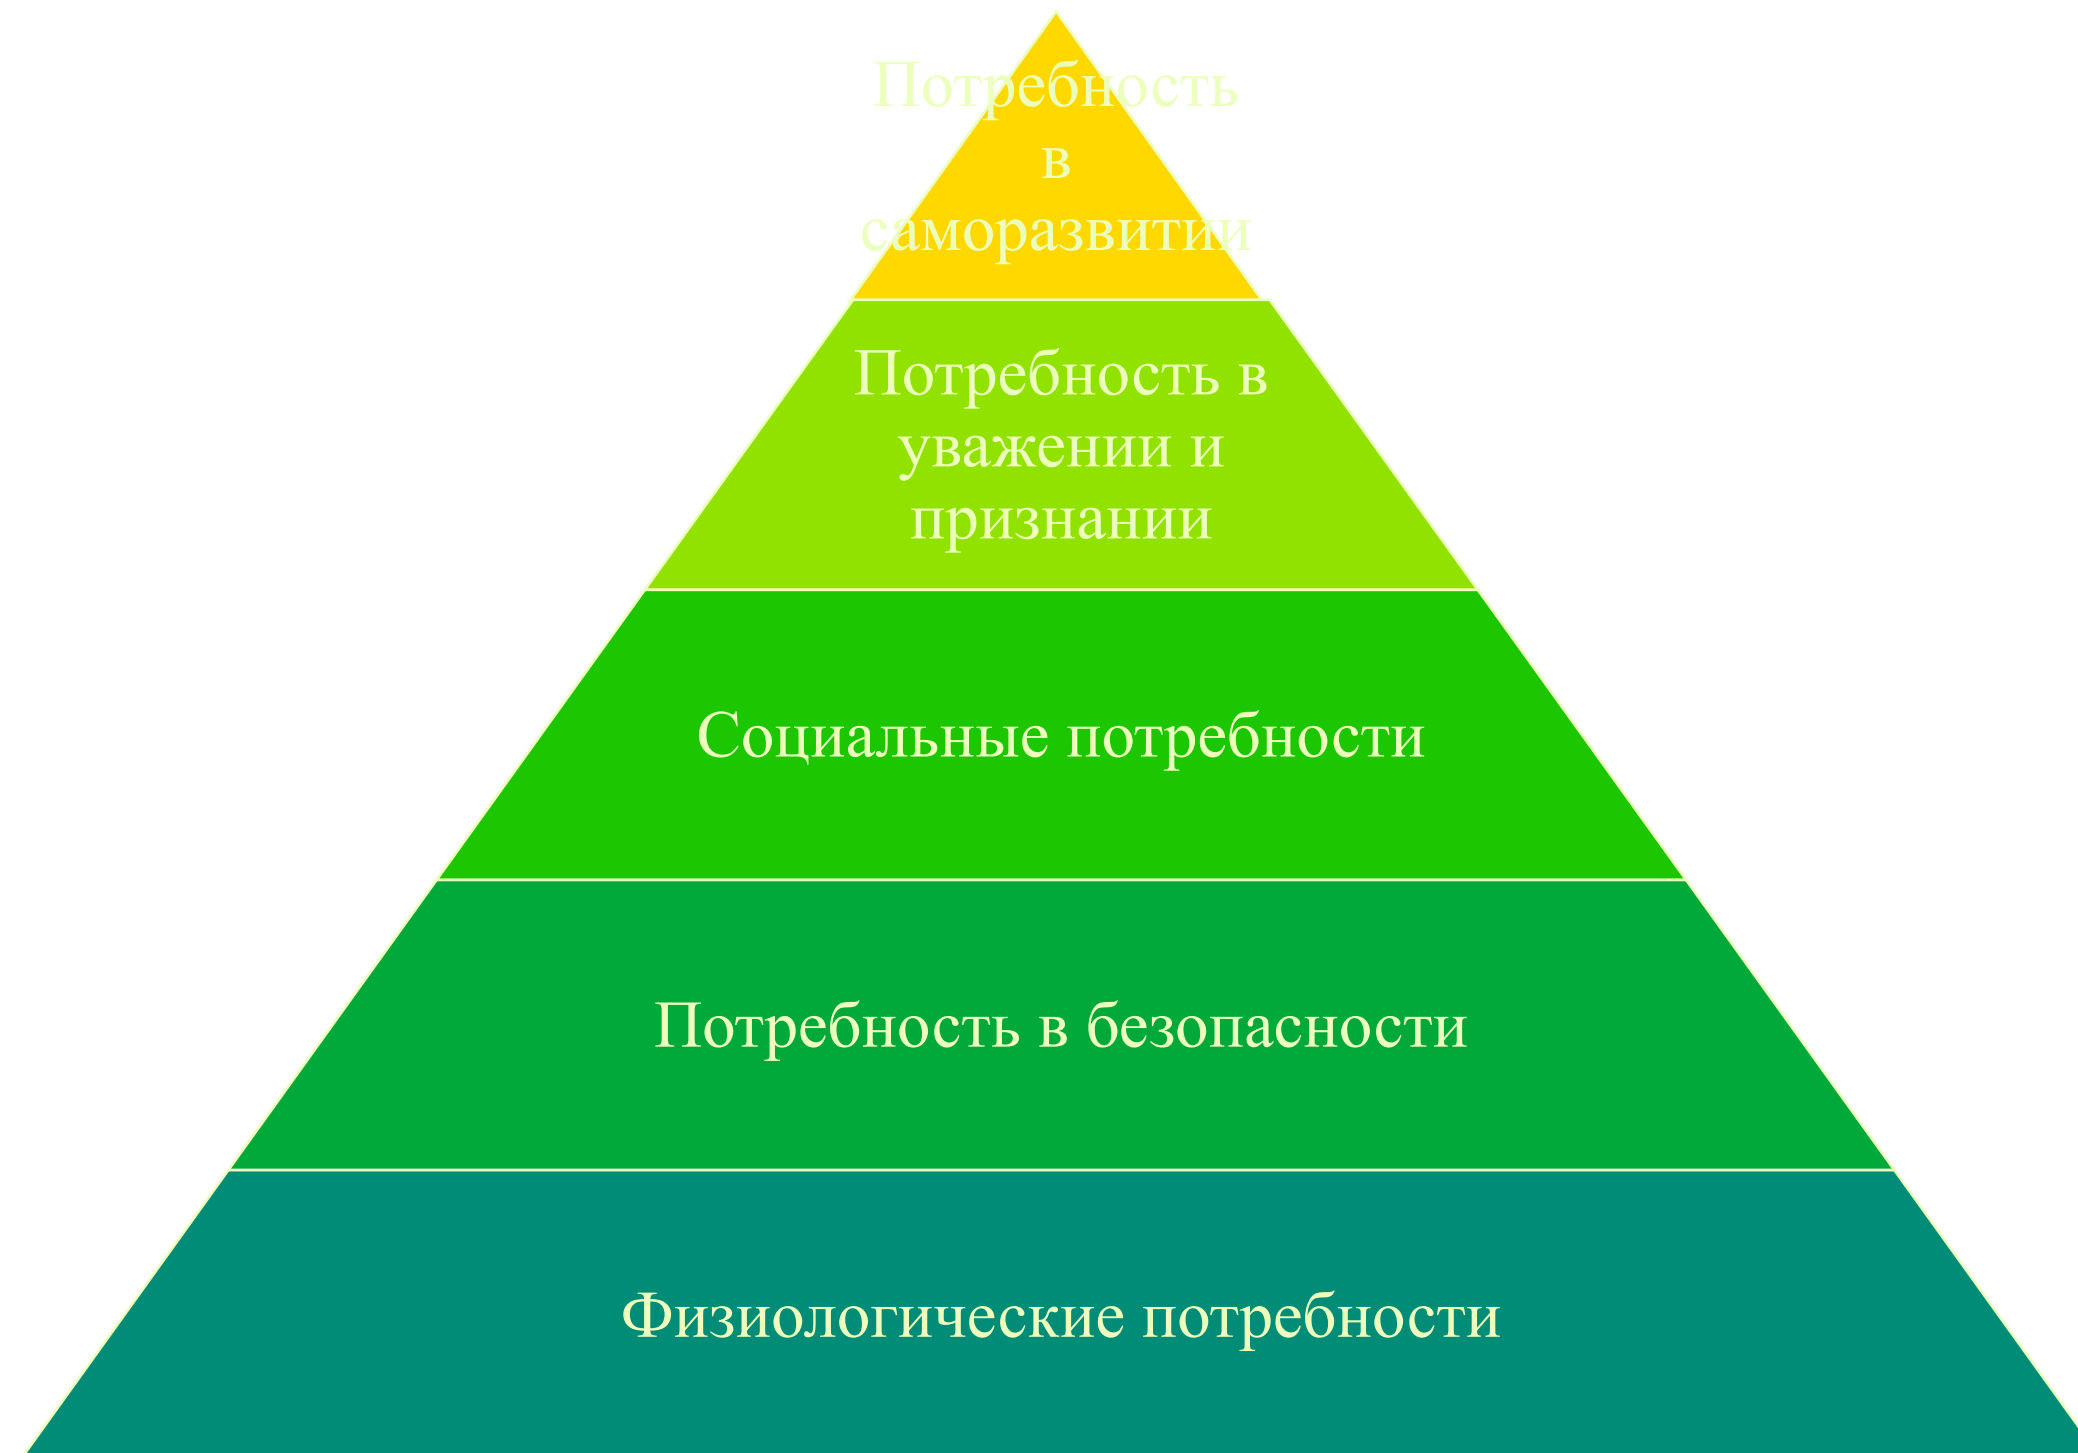 Потребность
в
саморазвитии
Потребность в
уважении и
признании
Социальные потребности
Потребность в безопасности
Физиологические потребности